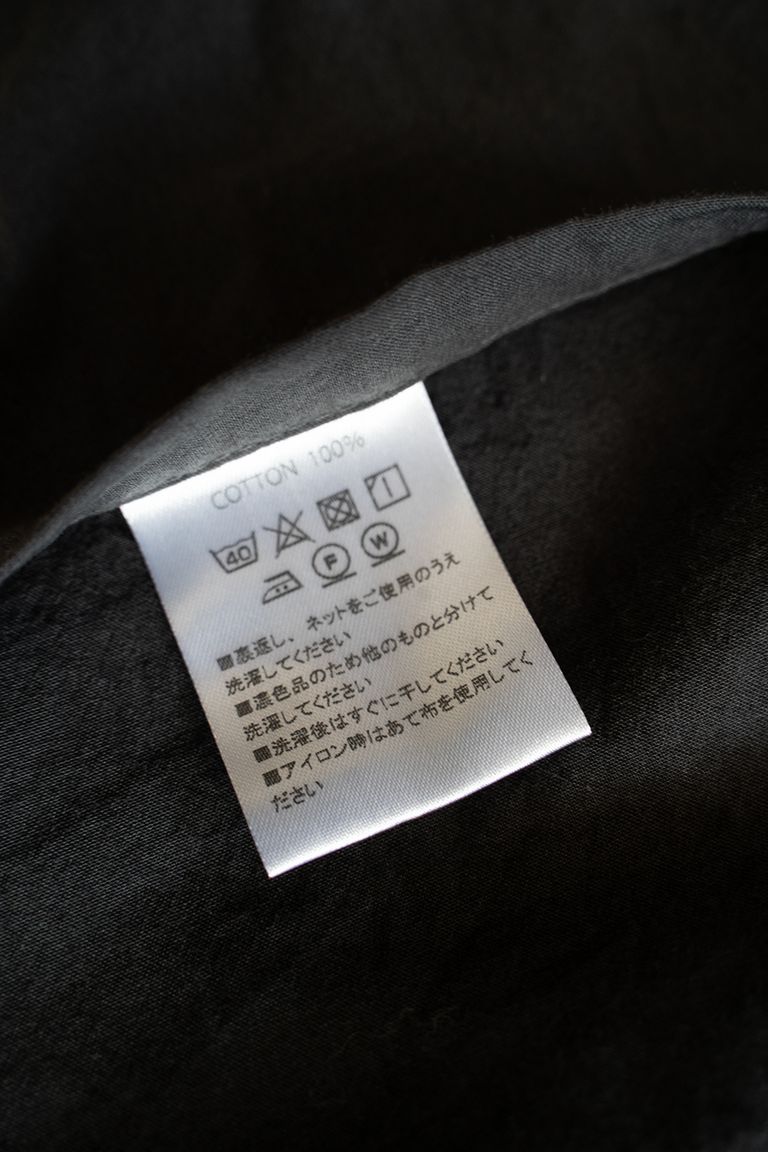 COTTON 100%
40
P W
■裏返し、ネットをご使用のうえ
洗濯してください
■濃色品のため他のものと分けて
洗濯してください
■洗濯後はすぐに干してください
■アイロン時はあて布を使用してく
ださい